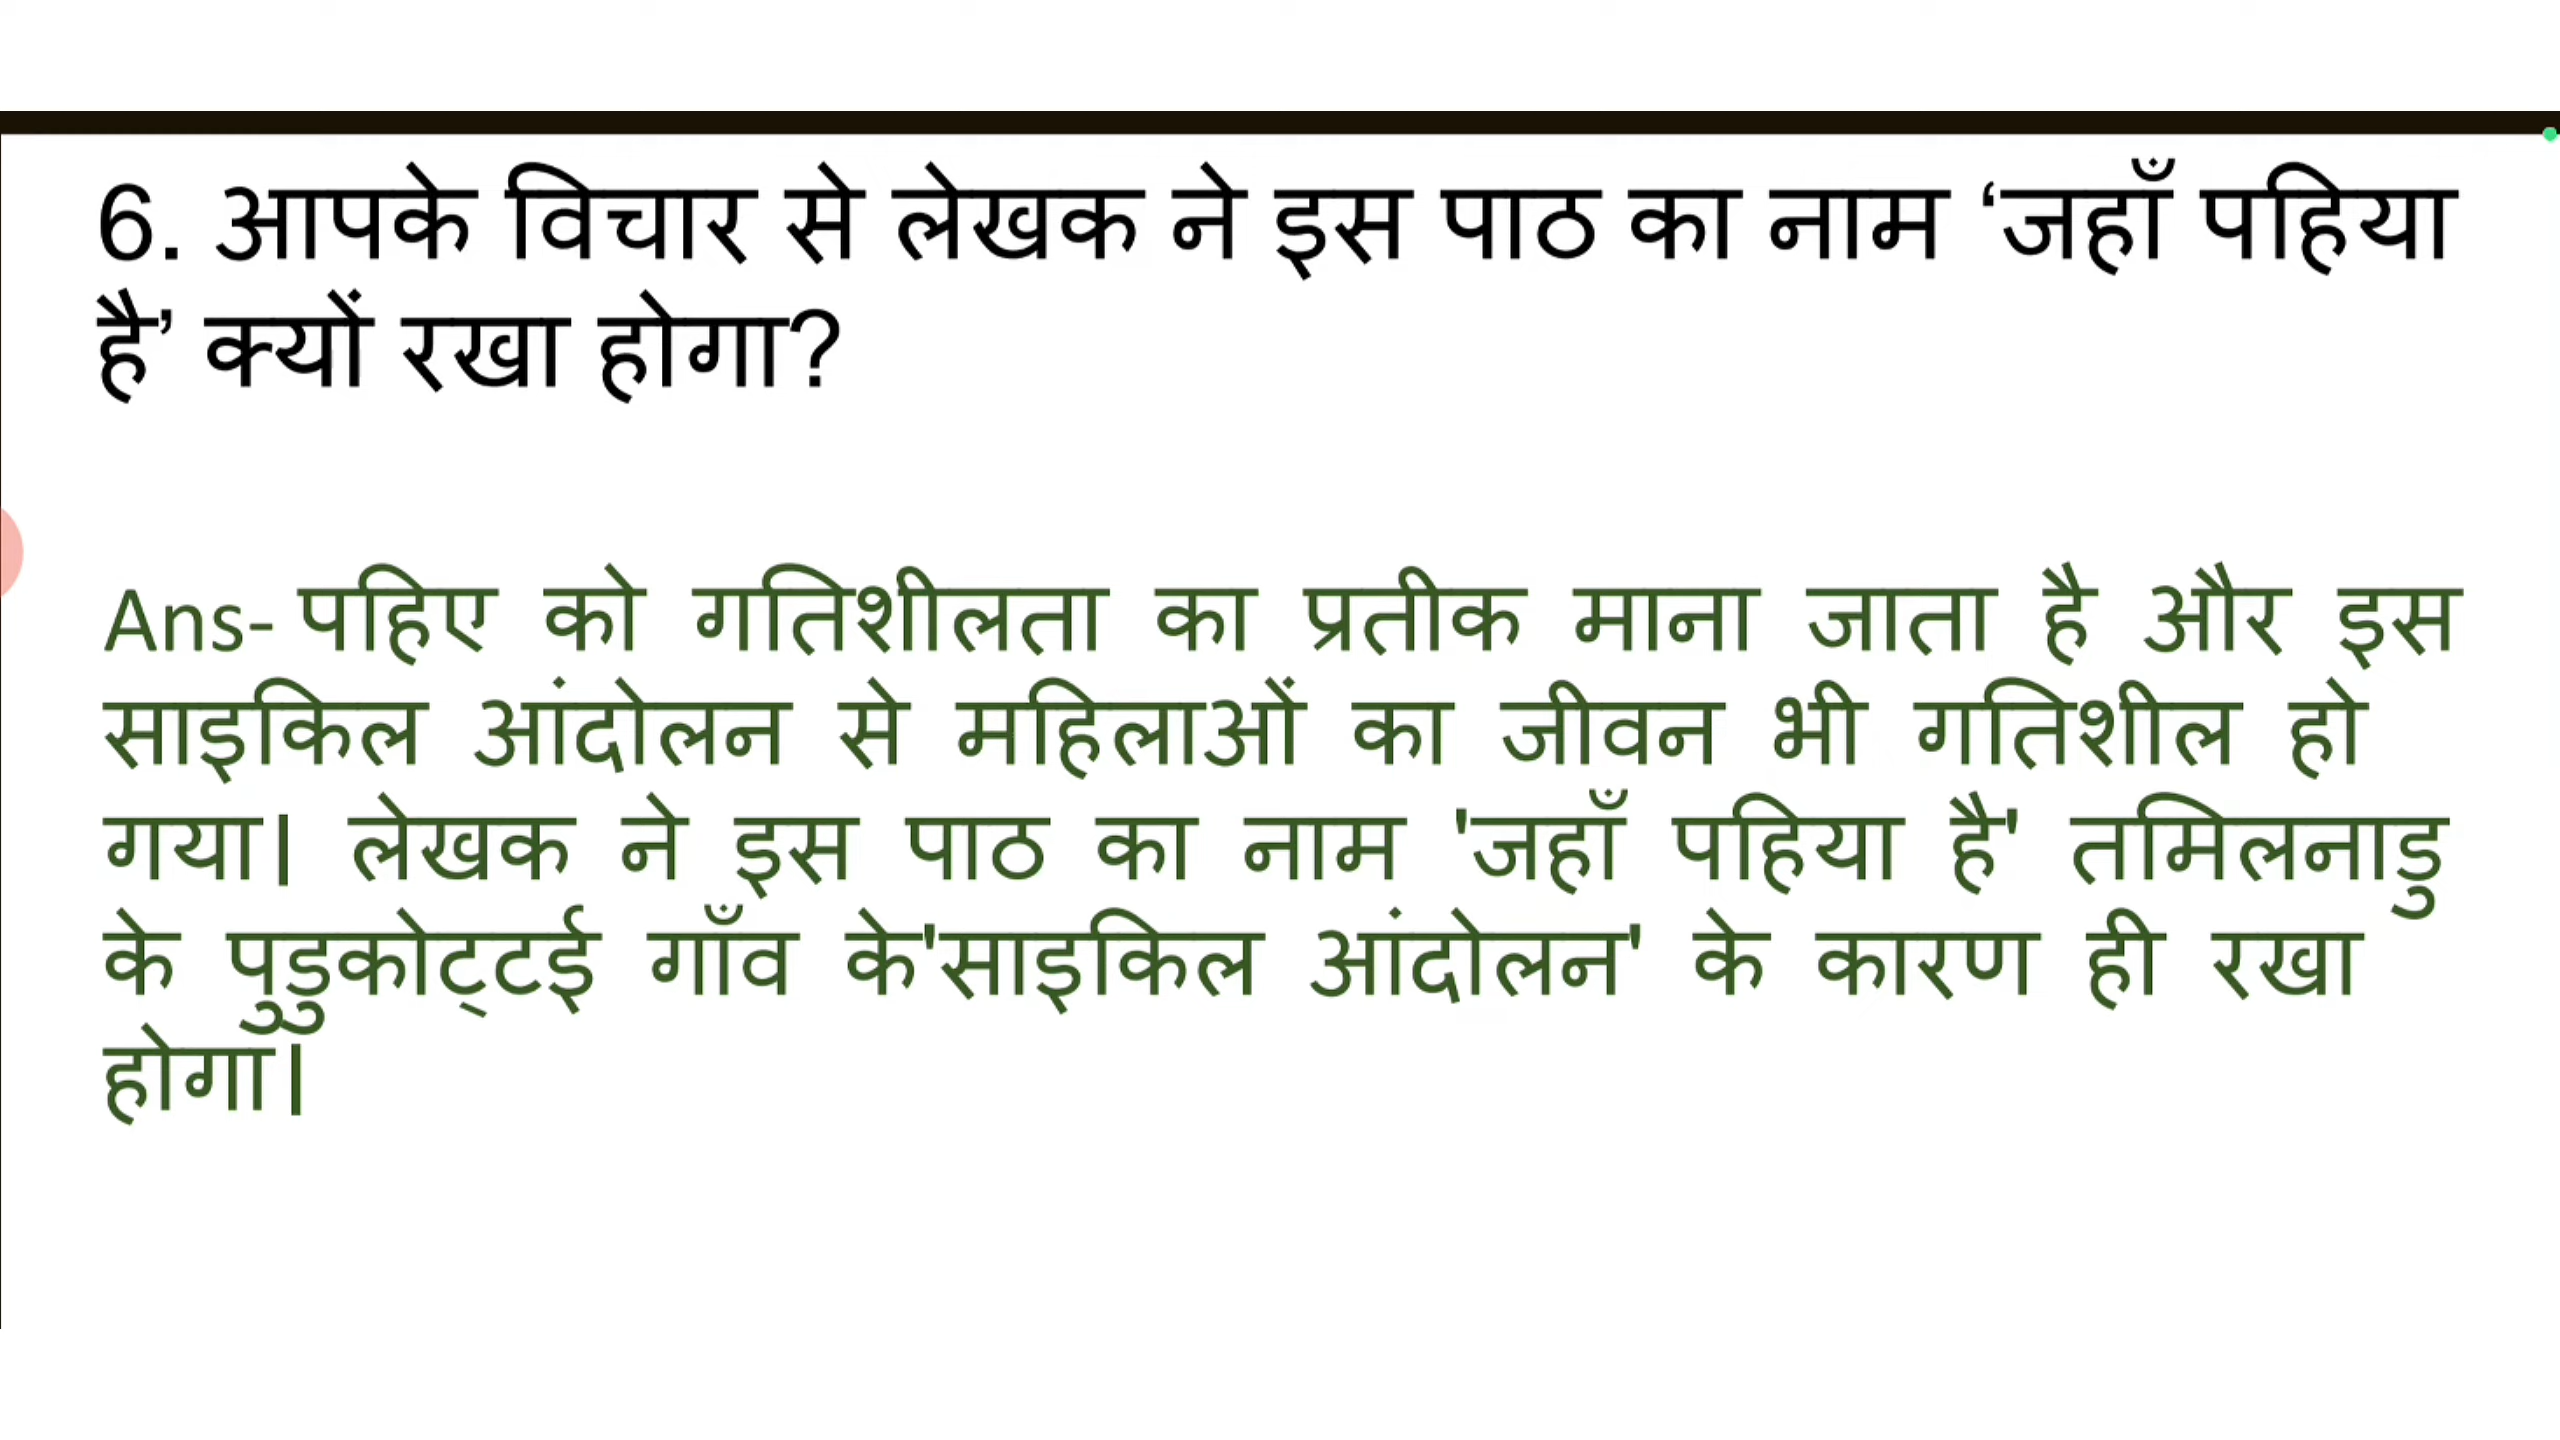 6. आपके विचार से लेखक ने इस पाठ का नाम ‘जहाँ पहिया
है’ क्यों रखा होगा?
Ans- पहिए को गतिशीलता का प्रतीक माना जाता है और इस
साइकिल आंदोलन से महिलाओं का जीवन भी गतिशील हो
गया। लेखक ने इस पाठ का नाम 'जहाँ पहिया है' तमिलनाडु
के पुडुकोट्टई गाँव के'साइकिल आंदोलन' के कारण ही रखा
होगा।